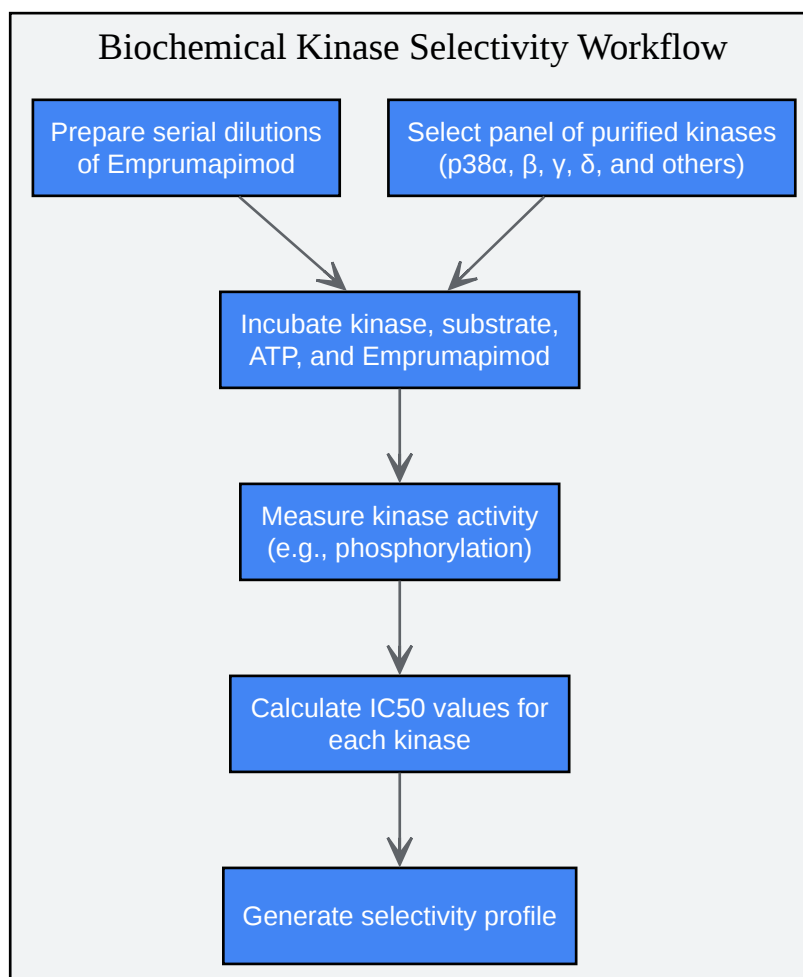 Biochemical Kinase Selectivity Workflow
Prepare serial dilutions
of Emprumapimod
Select panel of purified kinases
(p38α, β, γ, δ, and others)
Incubate kinase, substrate,
ATP, and Emprumapimod
Measure kinase activity
(e.g., phosphorylation)
Calculate IC50 values for
each kinase
Generate selectivity profile